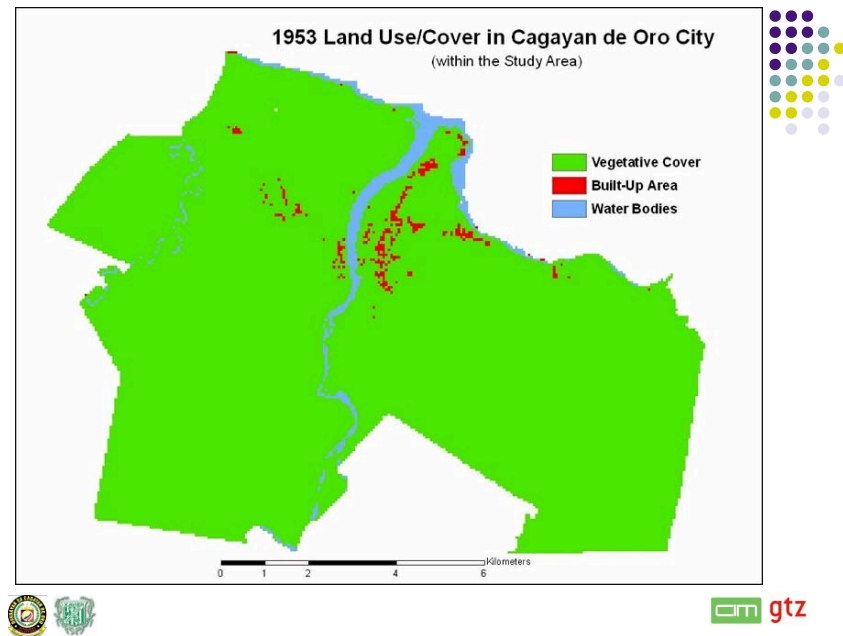 1953 Land Use/Cover in Cagayan de Oro City
(within the Study Area)
Vegetative Cover
Built-Up Area
Water Bodies
Kilometers
0 1 2 4 6
cim gtz